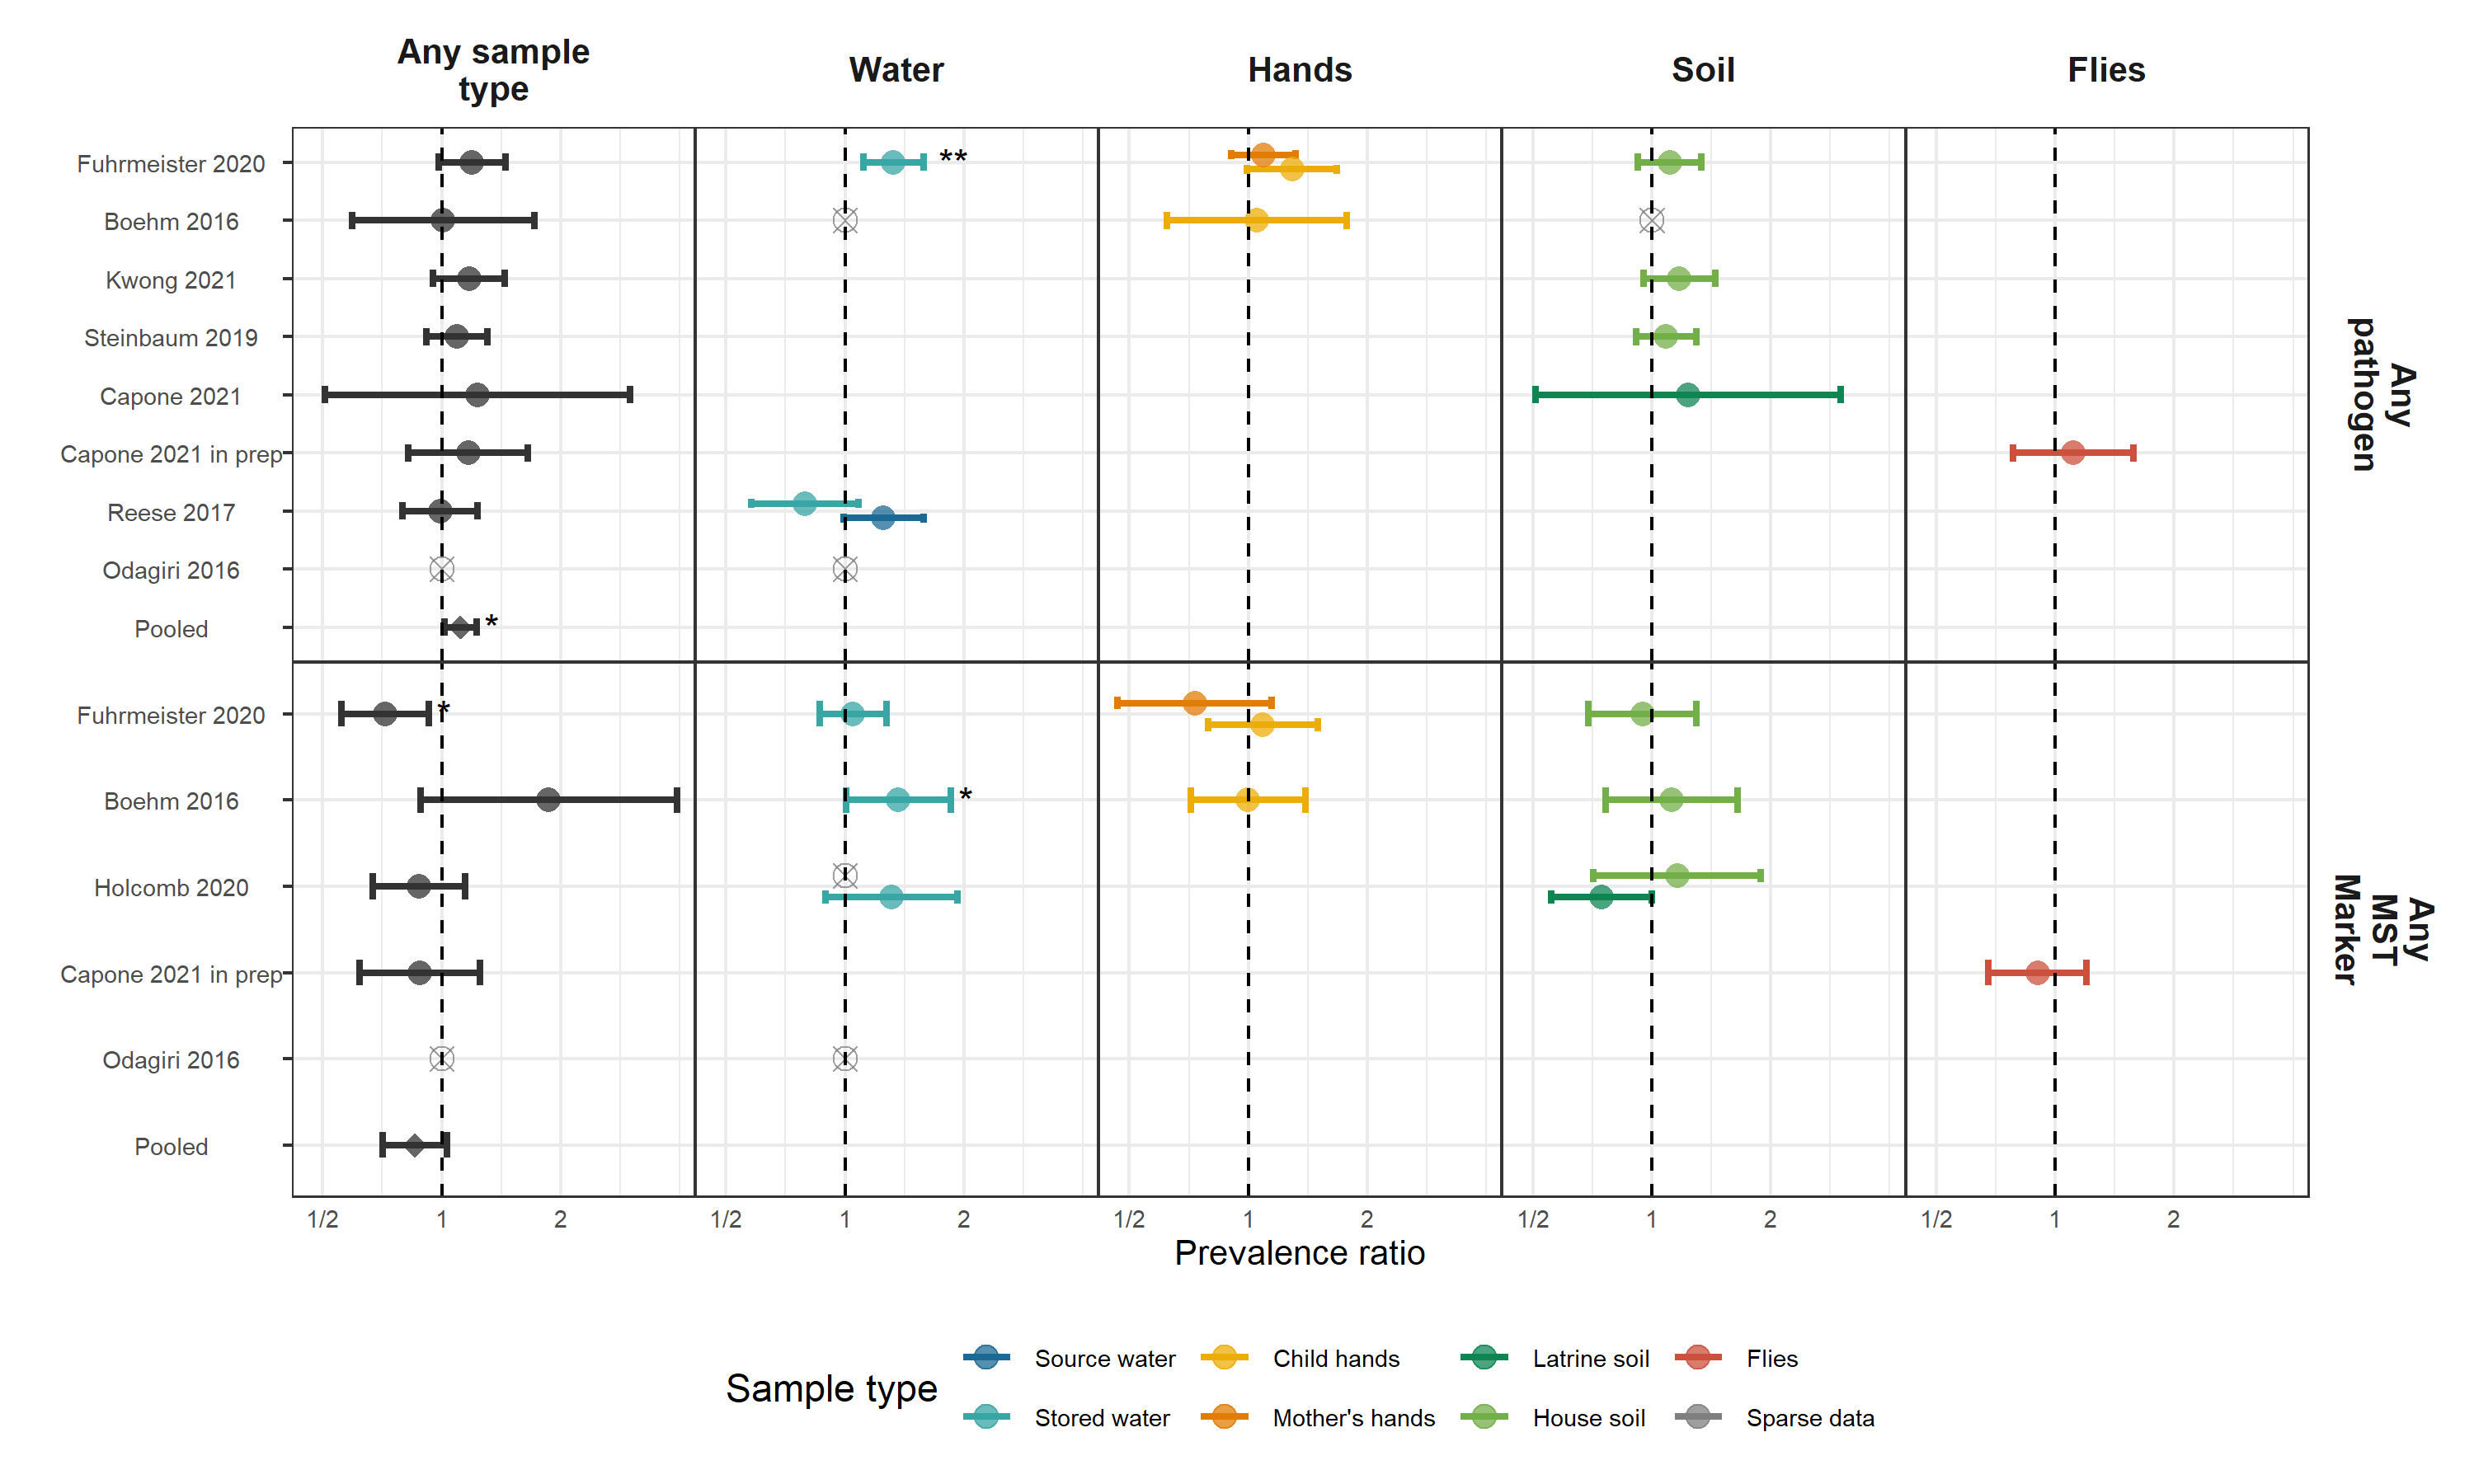 Any sample
type
Water
Hands
Soil
Flies
Fuhrmeister 2020
**
Boehm 2016
Kwong 2021
Steinbaum 2019
Capone 2021
Capone 2021 in prep
Reese 2017
Odagiri 2016
Pooled
*
Any
pathogen
Fuhrmeister 2020
*
Boehm 2016
*
Holcomb 2020
Capone 2021 in prep
Odagiri 2016
Pooled
Any
MST
Marker
1/2 1 2
1/2 1 2
1/2 1 2
1/2 1 2
1/2 1 2
Prevalence ratio
Sample type
Source water
Stored water
Child hands
Mother's hands
Latrine soil
House soil
Flies
Sparse data